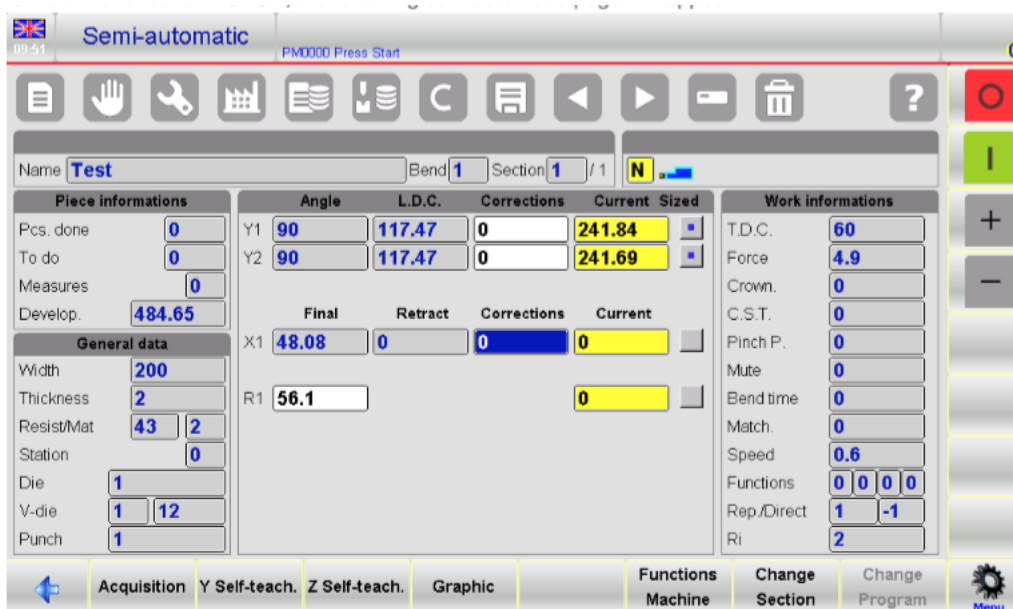 Semi-automatic
09:51
PM0000 Press Start
C
?
Name Test Bend 1 Section 1 / 1 N
Piece informations
Pcs. done 0
To do 0
Measures 0
Develop. 484.65
General data
Width 200
Thickness 2
Resist/Mat 43 2
Station 0
Die 1
V-die 1 12
Punch 1
Angle L.D.C. Corrections Current Sized
Y1 90 117.47 0 241.84
Y2 90 117.47 0 241.69
Final Retract Corrections Current
X1 48.08 0 0 0
R1 56.1 0
Work informations
T.D.C. 60
Force 4.9
Crown. 0
C.S.T. 0
Pinch P. 0
Mute 0
Bend time 0
Match. 0
Speed 0.6
Functions 0 0 0 0
Rep./Direct 1 -1
Ri 2
Acquisition Y Self-teach. Z Self-teach. Graphic Functions Machine Change Section Change Program Menu